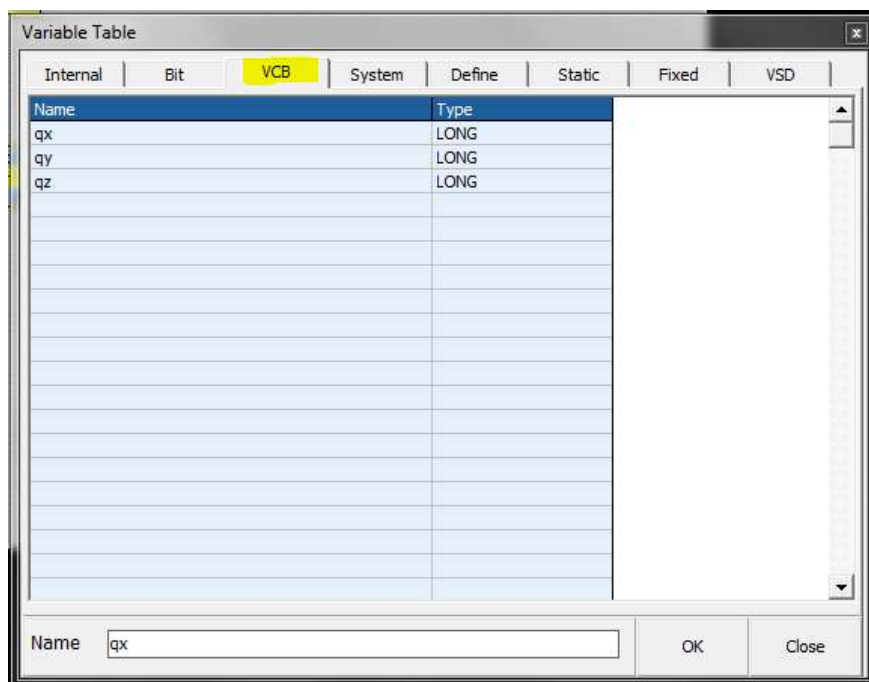 Variable Table x
Internal Bit VCB System Define Static Fixed VSD
Name Type
qx LONG
qy LONG
qz LONG
Name qx OK Close